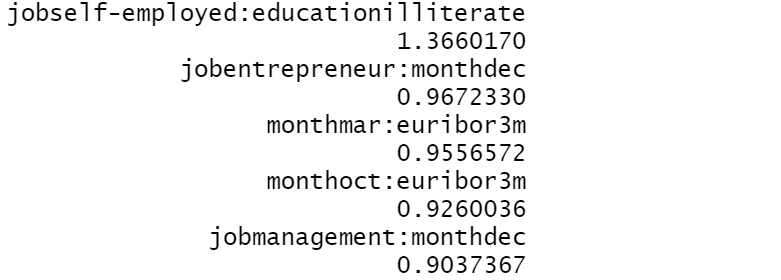 jobself-employed:educationilliterate
1.3660170
jobentrepreneur:monthdec
0.9672330
monthmar:euribor3m
0.9556572
monthoct:euribor3m
0.9260036
jobmanagement:monthdec
0.9037367